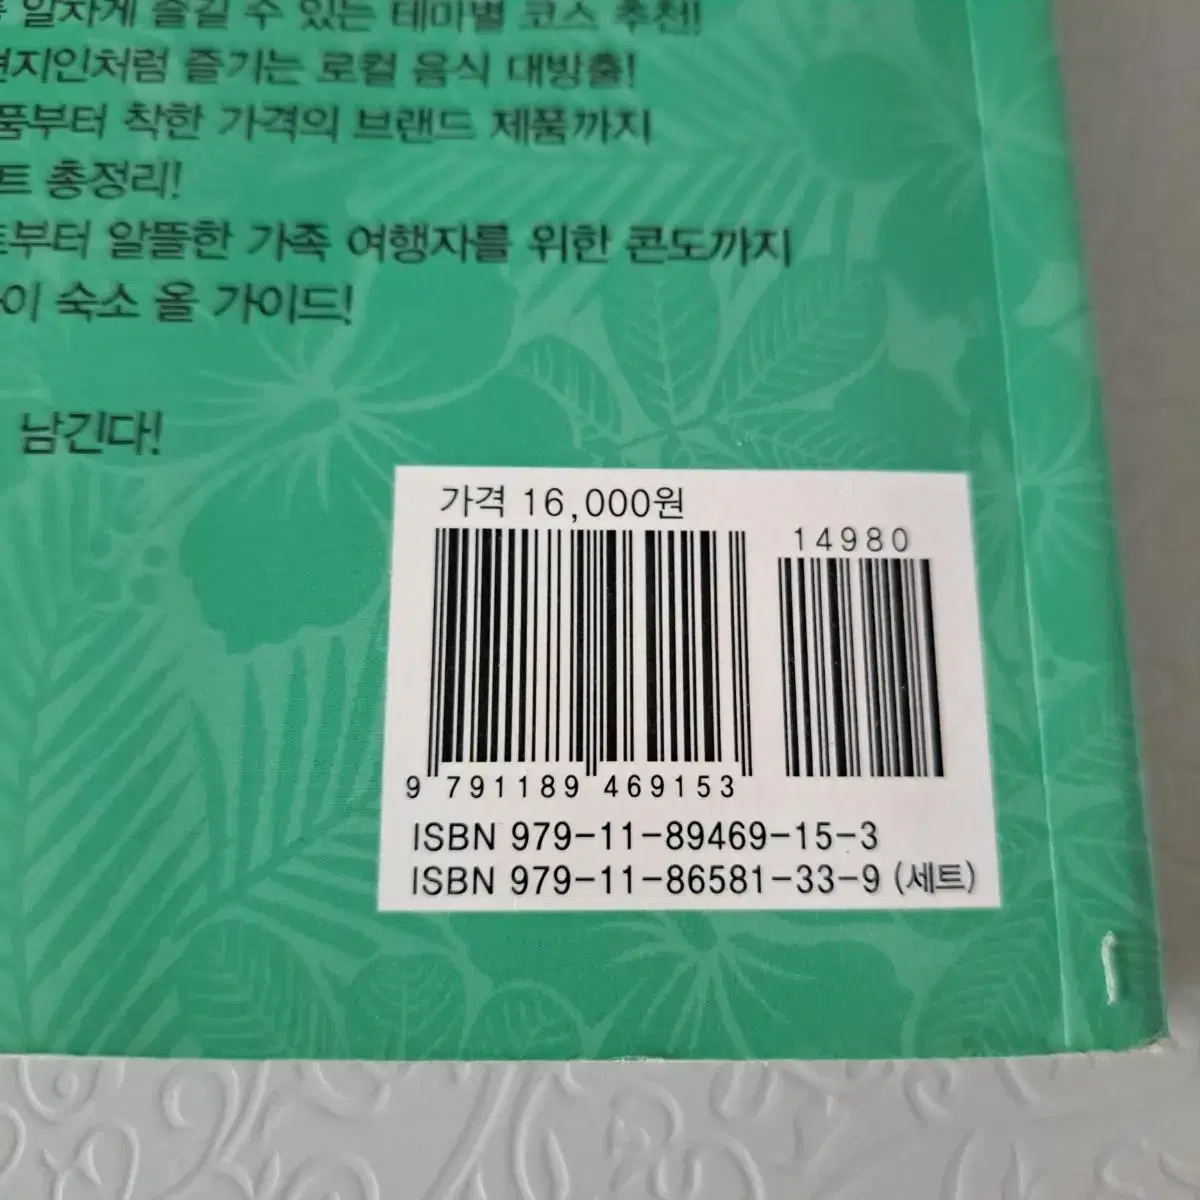 알차게 즐길 수 있는 테마별 코스 추천!
현지인처럼 즐기는 로컬 음식 대방출!
품부터 착한 가격의 브랜드 제품까지
트 총정리!
부터 알뜰한 가족 여행자를 위한 콘도까지
이 숙소 올 가이드!
남긴다!
가격 16,000원
14980
9 791189 469153
ISBN 979-11-89469-15-3
ISBN 979-11-86581-33-9 (세트)